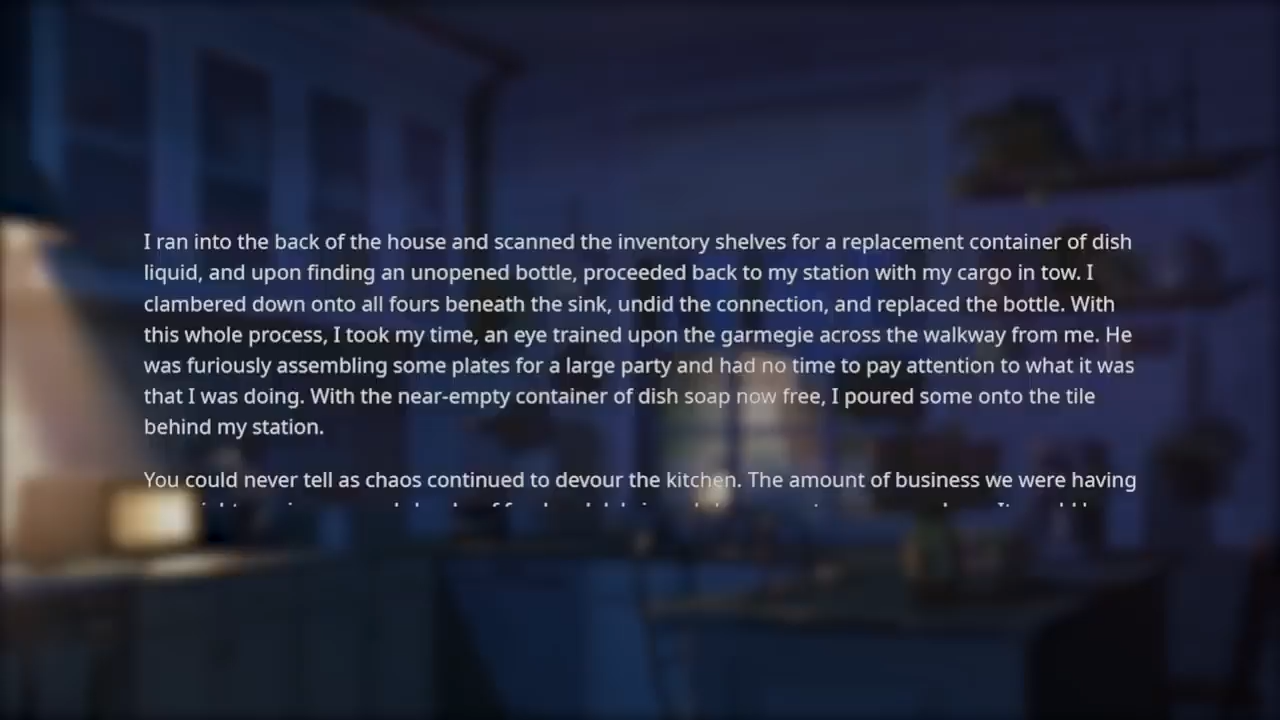 I ran into the back of the house and scanned the inventory shelves for a replacement container of dish
liquid, and upon finding an unopened bottle, proceeded back to my station with my cargo in tow. I
clambered down onto all fours beneath the sink, undid the connection, and replaced the bottle. With
this whole process, I took my time, an eye trained upon the garmegie across the walkway from me. He
was furiously assembling some plates for a large party and had no time to pay attention to what it was
that I was doing. With the near-empty container of dish soap now free, I poured some onto the tile
behind my station.
You could never tell as chaos continued to devour the kitchen. The amount of business we were having